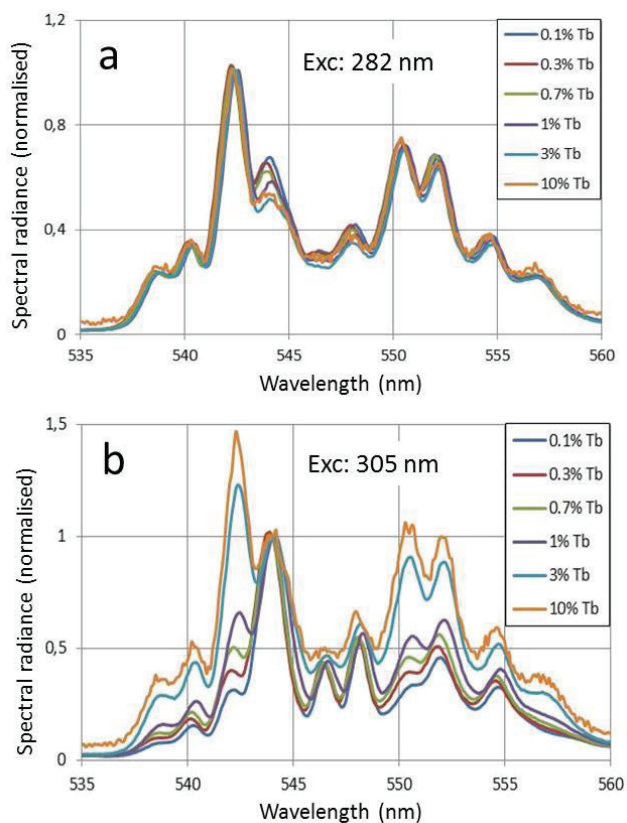 a
Exc: 282 nm
0.1% Tb
0.3% Tb
0.7% Tb
1% Tb
3% Tb
10% Tb
Spectral radiance (normalised)
1,2
0,8
0,4
0
535
540
545
550
555
560
Wavelength (nm)
b
Exc: 305 nm
0.1% Tb
0.3% Tb
0.7% Tb
1% Tb
3% Tb
10% Tb
Spectral radiance (normalised)
1,5
1
0,5
0
535
540
545
550
555
560
Wavelength (nm)